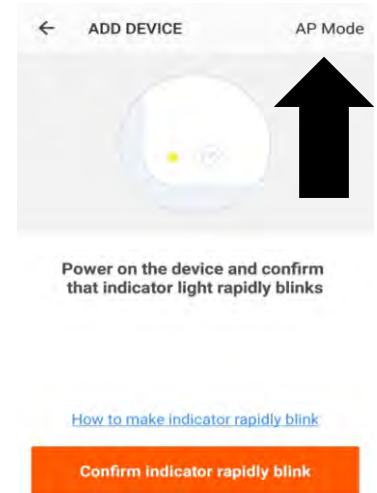 ADD DEVICE AP Mode
Power on the device and confirm
that indicator light rapidly blinks
How to make indicator rapidly blink
Confirm indicator rapidly blink